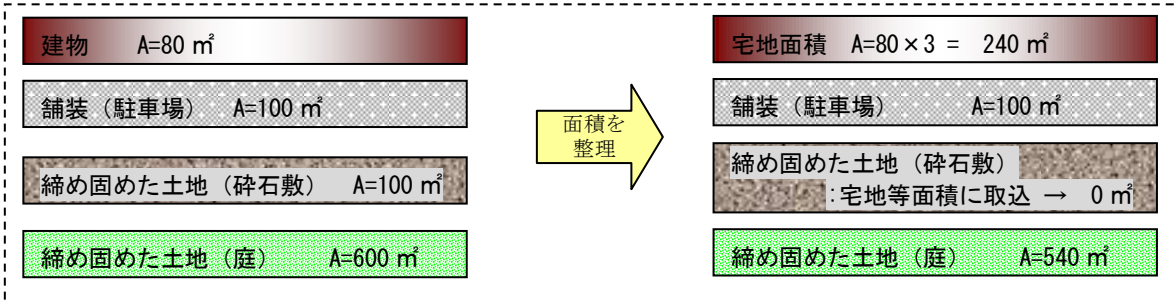 建物　　A=80 ㎡
舗装（駐車場）　A=100 ㎡
締め固めた土地（砕石敷）　A=100 ㎡
締め固めた土地（庭）　　A=600 ㎡
面積を
整理
宅地面積　A=80×3 =　240 ㎡
舗装（駐車場）　A=100 ㎡
締め固めた土地（砕石敷）
：宅地等面積に取込 →　0 ㎡
締め固めた土地（庭）　　A=540 ㎡